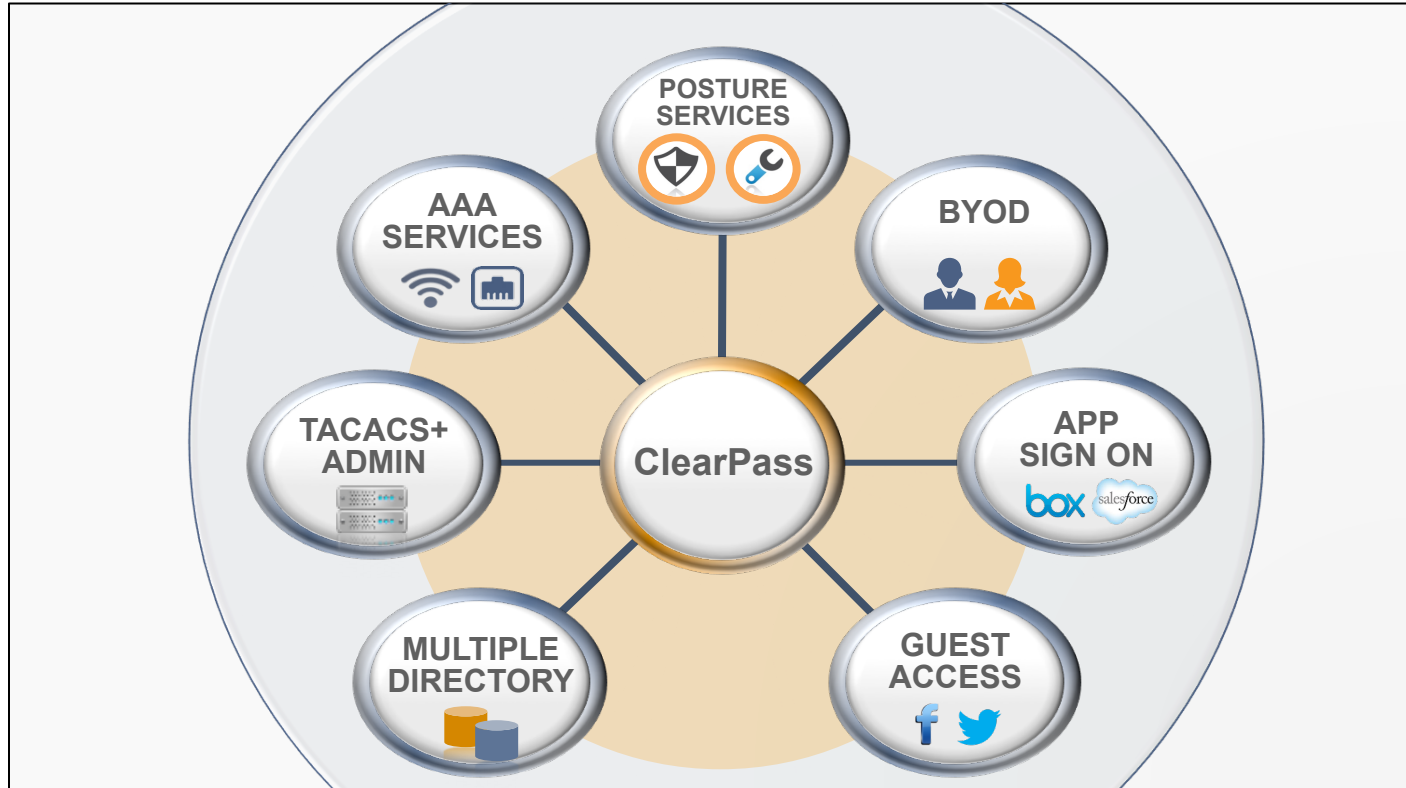 POSTURE
SERVICES
AAA
SERVICES
BYOD
TACACS+
ADMIN
ClearPass
APP
SIGN ON
box salesforce
MULTIPLE
DIRECTORY
GUEST
ACCESS
f